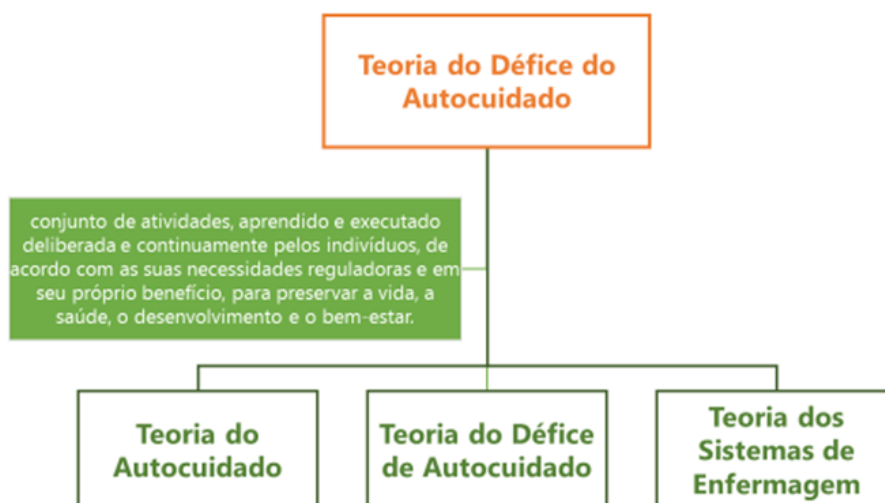 Teoria do Défice do
Autocuidado
conjunto de atividades, aprendido e executado
deliberada e continuamente pelos indivíduos, de
acordo com as suas necessidades reguladoras e em
seu próprio benefício, para preservar a vida, a
saúde, o desenvolvimento e o bem-estar.
Teoria do
Autocuidado
Teoria do Défice
de Autocuidado
Teoria dos
Sistemas de
Enfermagem